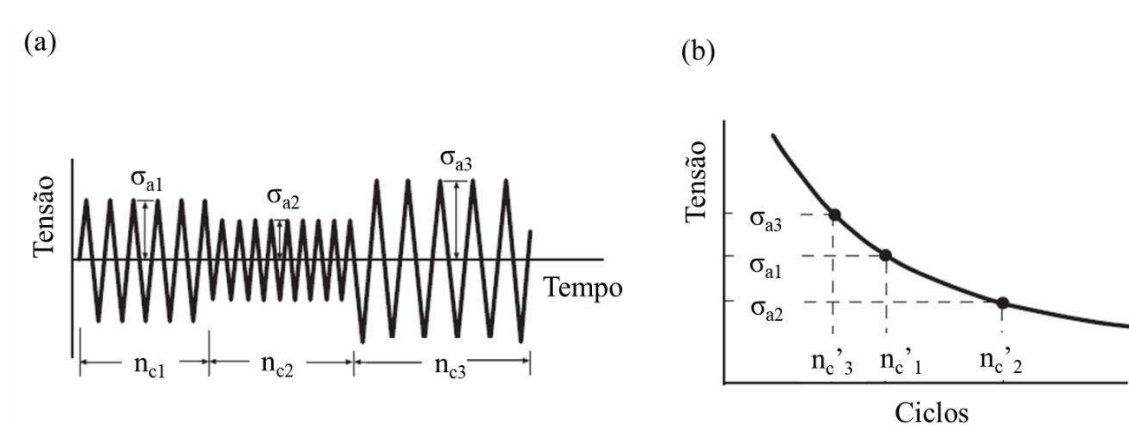 (a)
Tensão
σa1
σa2
σa3
Tempo
nc1
nc2
nc3
(b)
Tensão
σa3
σa1
σa2
nc'3
nc'1
nc'2
Ciclos